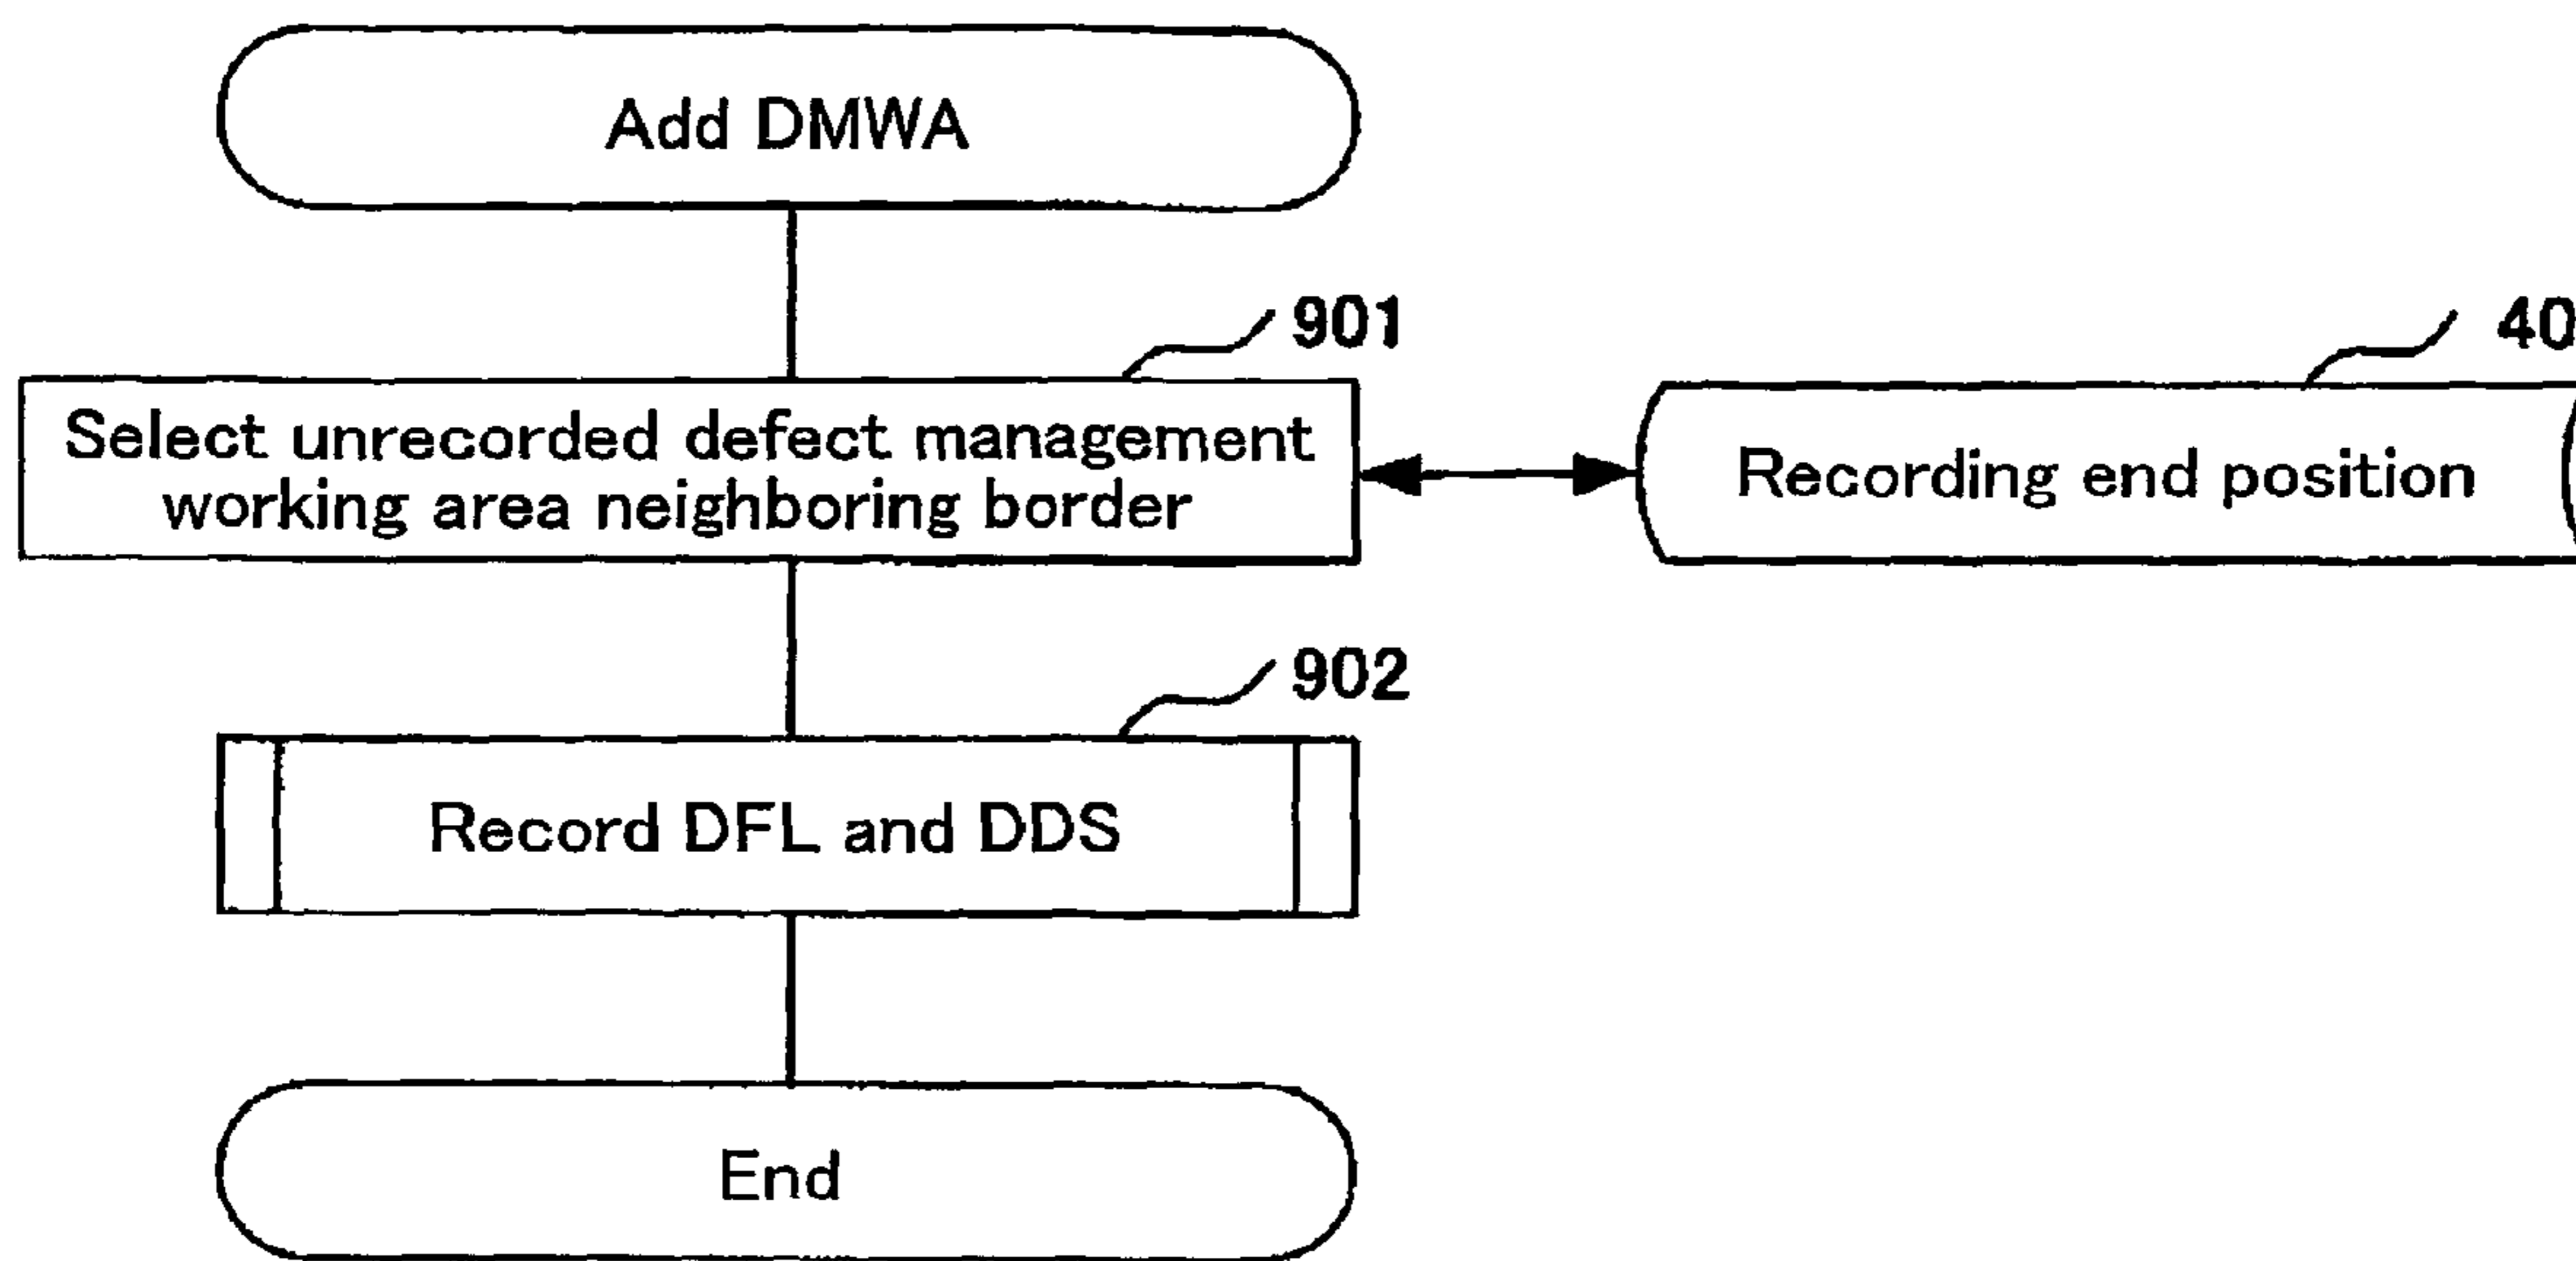 Add DMWA
901
Select unrecorded defect management
working area neighboring border
Recording end position
902
Record DFL and DDS
End